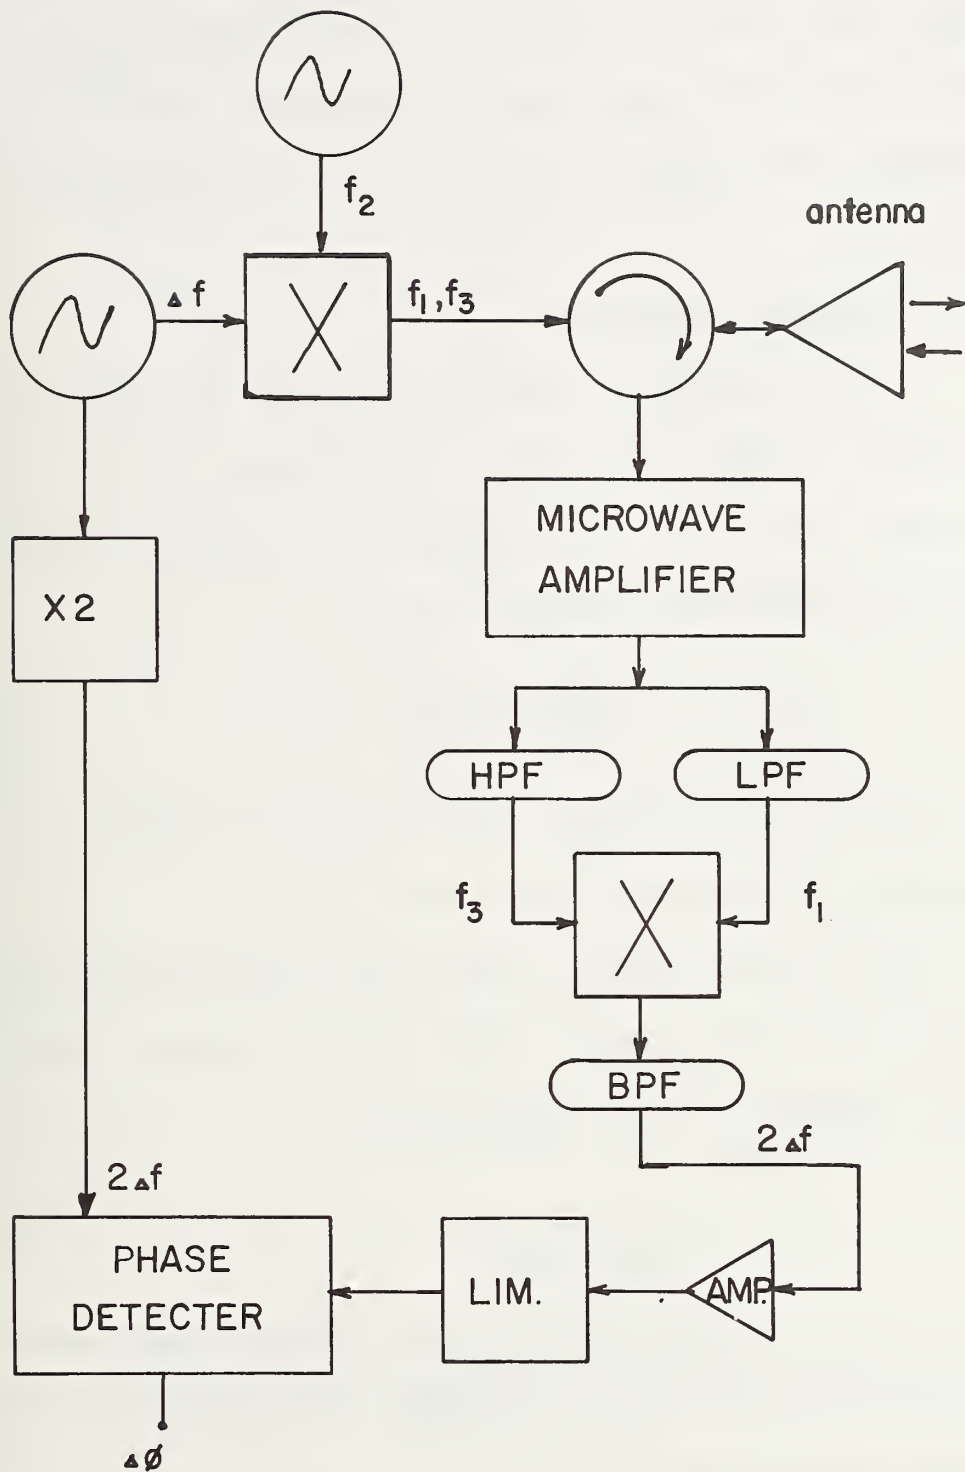 f₂
antenna
Δf
f₁,f₃
MICROWAVE
AMPLIFIER
X2
HPF
LPF
f₃
f₁
BPF
2Δf
2Δf
PHASE
DETECTER
LIM.
AMP.
ΔØ